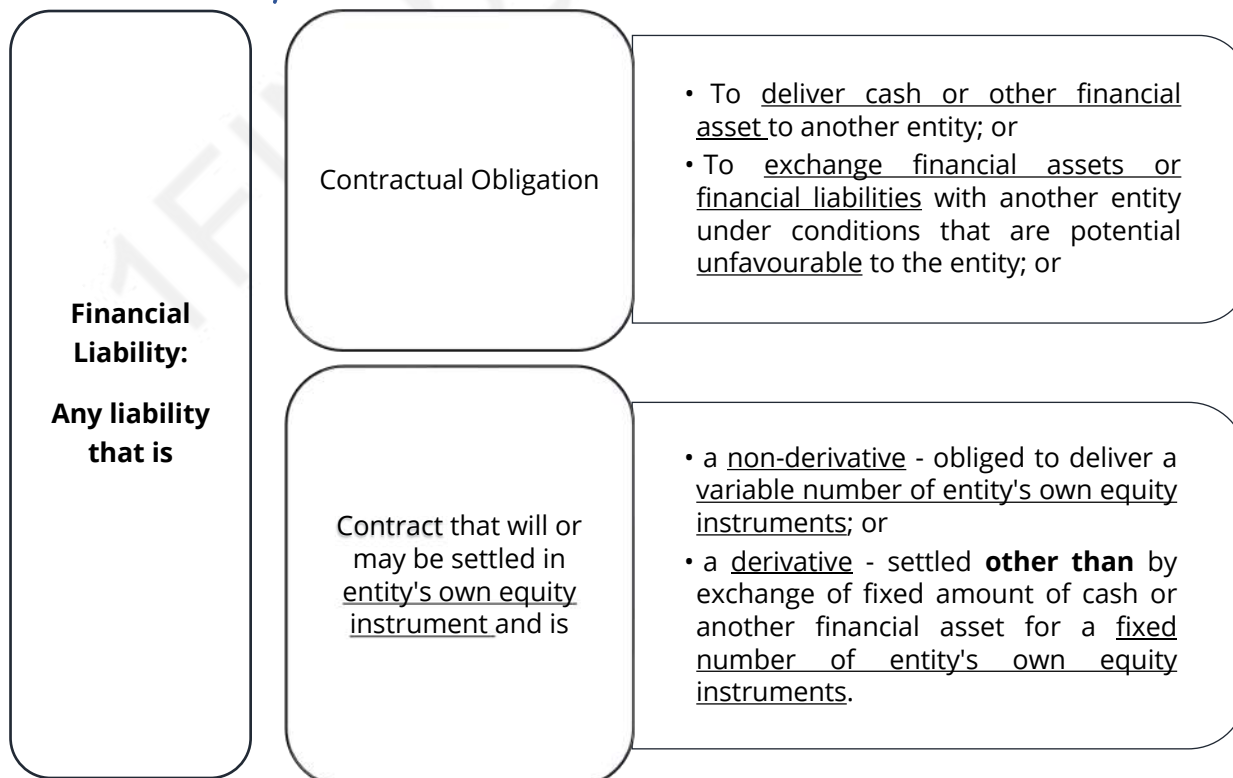 Financial
Liability:
Any liability
that is
Contractual Obligation
• To deliver cash or other financial
asset to another entity; or
• To exchange financial assets or
financial liabilities with another entity
under conditions that are potential
unfavourable to the entity; or
Contract that will or
may be settled in
entity's own equity
instrument and is
• a non-derivative - obliged to deliver a
variable number of entity's own equity
instruments; or
• a derivative - settled other than by
exchange of fixed amount of cash or
another financial asset for a fixed
number of entity's own equity
instruments.